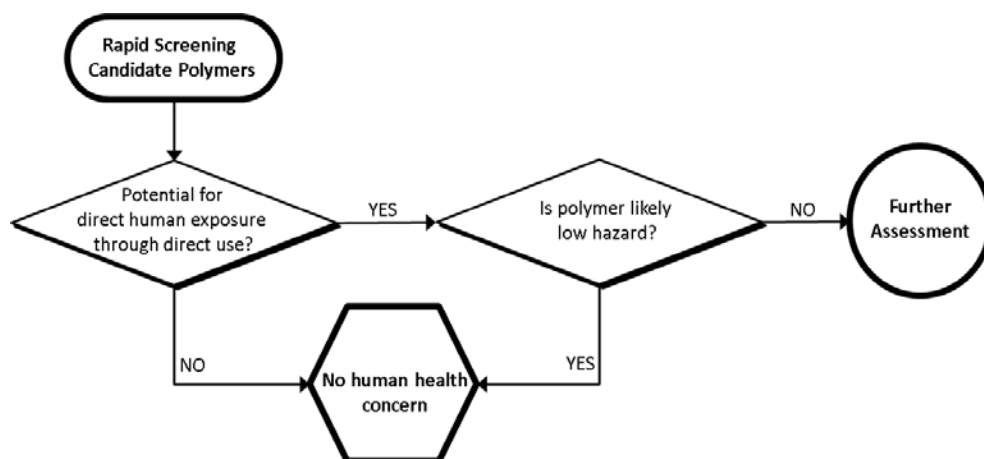 Rapid Screening
Candidate Polymers
Potential for
direct human exposure
through direct use?
YES
Is polymer likely
low hazard?
NO
Further
Assessment
NO
YES
No human health
concern